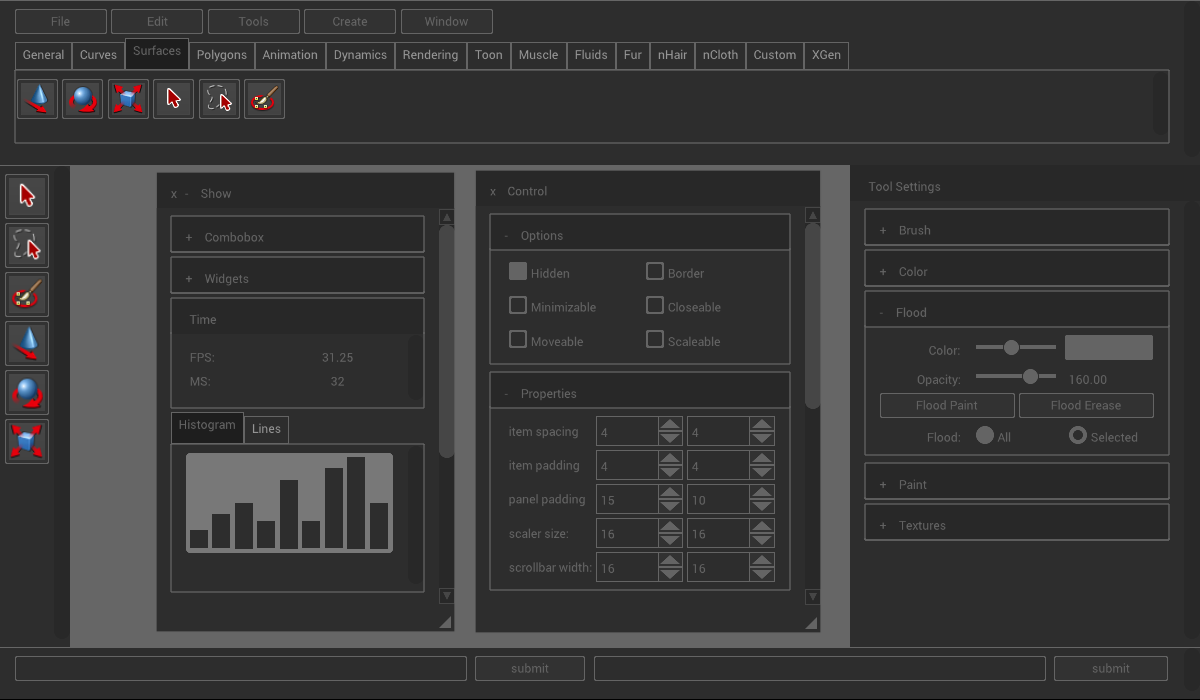 File Edit Tools Create Window
General Curves Surfaces Polygons Animation Dynamics Rendering Toon Muscle Fluids Fur nHair nCloth Custom XGen
x - Show
+ Combobox
+ Widgets
Time
FPS: 31.25
MS: 32
Histogram Lines
x Control
- Options
Hidden Border
Minimizable Closeable
Moveable Scaleable
- Properties
item spacing 4 4
item padding 4 4
panel padding 15 10
scaler size: 16 16
scrollbar width: 16 16
Tool Settings
+ Brush
+ Color
- Flood
Color:
Opacity: 160.00
Flood Paint Flood Erease
Flood: All Selected
+ Paint
+ Textures
submit submit